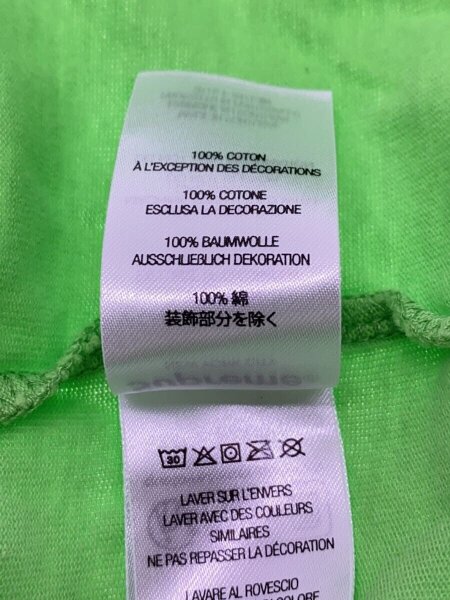 100% COTON
À L'EXCEPTION DES DÉCORATIONS
100% COTONE
ESCLUSA LA DECORAZIONE
100% BAUMWOLLE
AUSSCHLIEBLICH DEKORATION
100% 綿
装飾部分を除く
30
LAVER SUR L'ENVERS
LAVER AVEC DES COULEURS
SIMILAIRES
NE PAS REPASSER LA DÉCORATION
LAVARE AL ROVESCIO